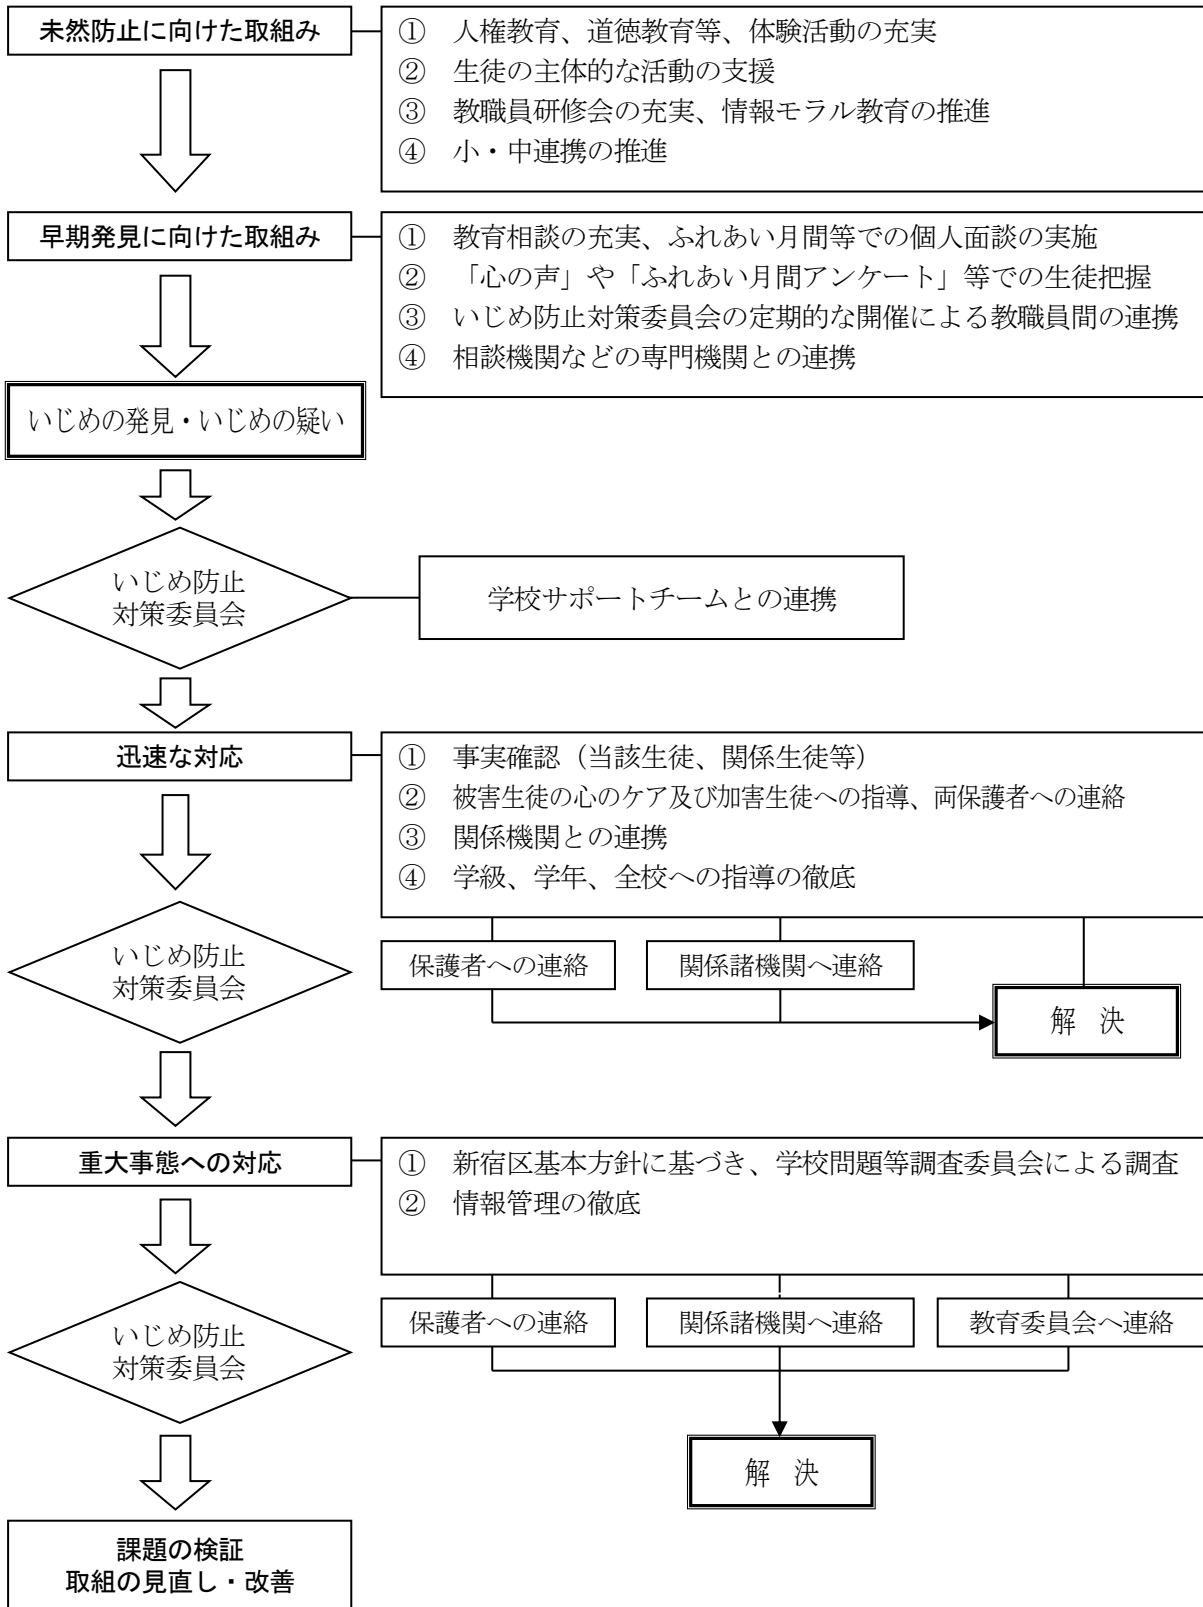 未然防止に向けた取組み
① 人権教育、道徳教育等、体験活動の充実
② 生徒の主体的な活動の支援
③ 教職員研修会の充実、情報モラル教育の推進
④ 小・中連携の推進
早期発見に向けた取組み
① 教育相談の充実、ふれあい月間等での個人面談の実施
② 「心の声」や「ふれあい月間アンケート」等での生徒把握
③ いじめ防止対策委員会の定期的な開催による教職員間の連携
④ 相談機関などの専門機関との連携
いじめの発見・いじめの疑い
いじめ防止
対策委員会
学校サポートチームとの連携
迅速な対応
① 事実確認（当該生徒、関係生徒等）
② 被害生徒の心のケア及び加害生徒への指導、両保護者への連絡
③ 関係機関との連携
④ 学級、学年、全校への指導の徹底
いじめ防止
対策委員会
保護者への連絡
関係諸機関へ連絡
解 決
重大事態への対応
① 新宿区基本方針に基づき、学校問題等調査委員会による調査
② 情報管理の徹底
いじめ防止
対策委員会
保護者への連絡
関係諸機関へ連絡
教育委員会へ連絡
解 決
課題の検証
取組の見直し・改善